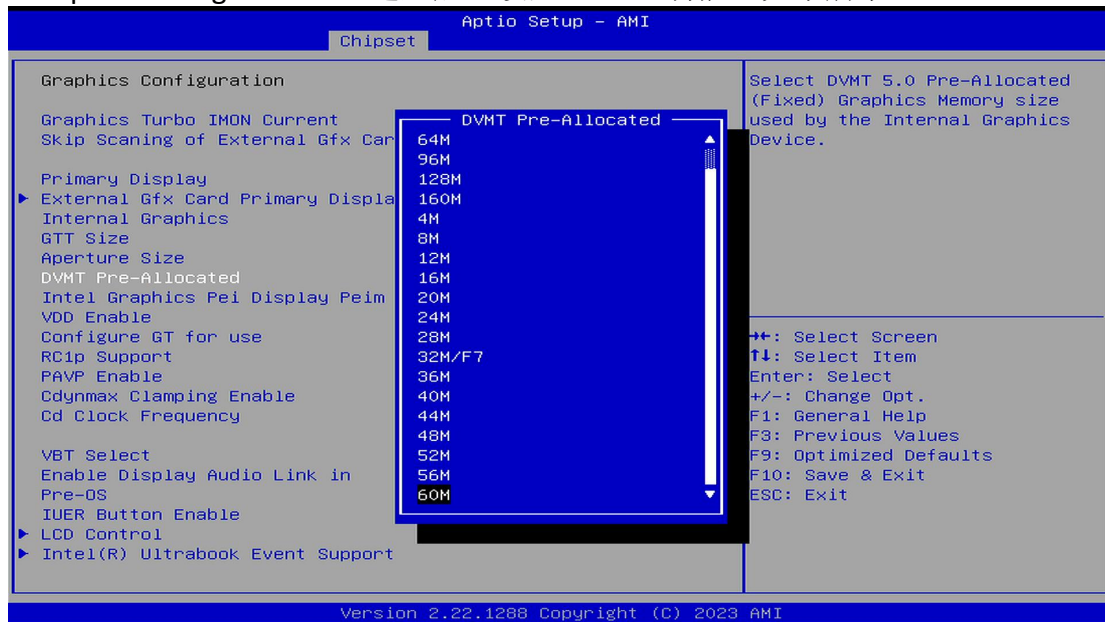 Aptio Setup – AMI
Chipset
Graphics Configuration
Graphics Turbo IMON Current
Skip Scaning of External Gfx Car
Primary Display
External Gfx Card Primary Displa
Internal Graphics
GTT Size
Aperture Size
DVMT Pre-Allocated
Intel Graphics Pei Display Peim
VDD Enable
Configure GT for use
RC1p Support
PAVP Enable
Cdynmax Clamping Enable
Cd Clock Frequency
VBT Select
Enable Display Audio Link in
Pre-OS
IUER Button Enable
LCD Control
Intel(R) Ultrabook Event Support
DVMT Pre-Allocated
64M
96M
128M
160M
4M
8M
12M
16M
20M
24M
28M
32M/F7
36M
40M
44M
48M
52M
56M
60M
Select DVMT 5.0 Pre-Allocated
(Fixed) Graphics Memory size
used by the Internal Graphics
Device.
→←: Select Screen
↑↓: Select Item
Enter: Select
+/-: Change Opt.
F1: General Help
F3: Previous Values
F9: Optimized Defaults
F10: Save & Exit
ESC: Exit
Version 2.22.1288 Copyright (C) 2023 AMI